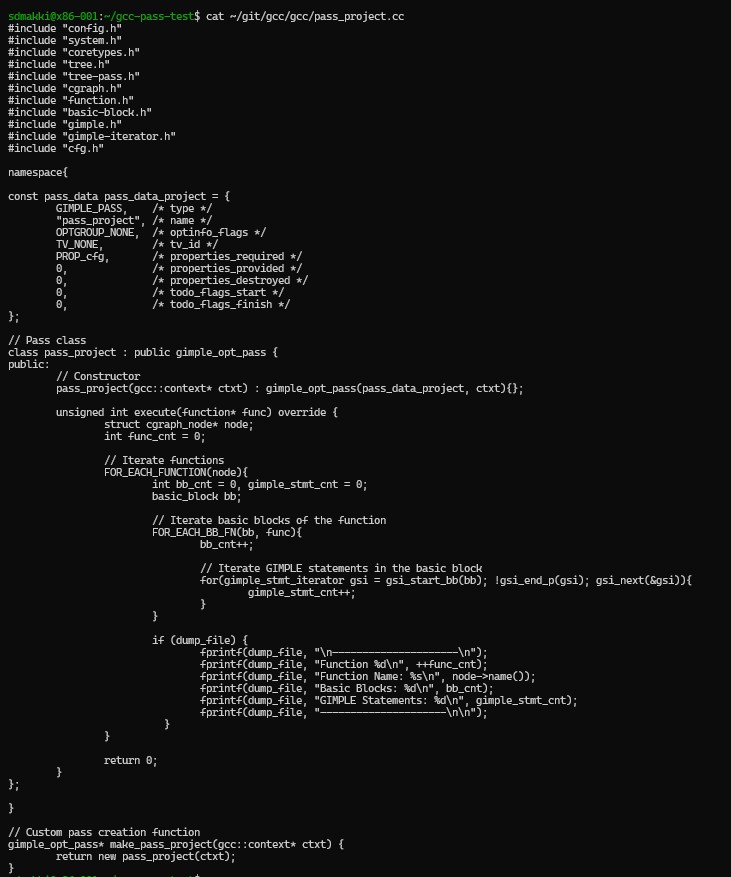 sdmakki@x86-001:~/gcc-pass-test$ cat ~/git/gcc/gcc/pass_project.cc
#include "config.h"
#include "system.h"
#include "coretypes.h"
#include "tree.h"
#include "tree-pass.h"
#include "cgraph.h"
#include "function.h"
#include "basic-block.h"
#include "gimple.h"
#include "gimple-iterator.h"
#include "cfg.h"

namespace{

const pass_data pass_data_project = {
        GIMPLE_PASS,    /* type */
        "pass_project", /* name */
        OPTGROUP_NONE,  /* optinfo_flags */
        TV_NONE,        /* tv_id */
        PROP_cfg,       /* properties_required */
        0,              /* properties_provided */
        0,              /* properties_destroyed */
        0,              /* todo_flags_start */
        0,              /* todo_flags_finish */
};

// Pass class
class pass_project : public gimple_opt_pass {
public:
        // Constructor
        pass_project(gcc::context* ctxt) : gimple_opt_pass(pass_data_project, ctxt){};

        unsigned int execute(function* func) override {
                struct cgraph_node* node;
                int func_cnt = 0;

                // Iterate functions
                FOR_EACH_FUNCTION(node){
                        int bb_cnt = 0, gimple_stmt_cnt = 0;
                        basic_block bb;

                        // Iterate basic blocks of the function
                        FOR_EACH_BB_FN(bb, func){
                                bb_cnt++;

                                // Iterate GIMPLE statements in the basic block
                                for(gimple_stmt_iterator gsi = gsi_start_bb(bb); !gsi_end_p(gsi); gsi_next(&gsi)){
                                        gimple_stmt_cnt++;
                                }
                        }

                        if (dump_file) {
                                fprintf(dump_file, "\n---------------------\n");
                                fprintf(dump_file, "Function %d\n", ++func_cnt);
                                fprintf(dump_file, "Function Name: %s\n", node->name());
                                fprintf(dump_file, "Basic Blocks: %d\n", bb_cnt);
                                fprintf(dump_file, "GIMPLE Statements: %d\n", gimple_stmt_cnt);
                                fprintf(dump_file, "---------------------\n\n");
                          }
                }

                return 0;
        }
};

}

// Custom pass creation function
gimple_opt_pass* make_pass_project(gcc::context* ctxt) {
        return new pass_project(ctxt);
}